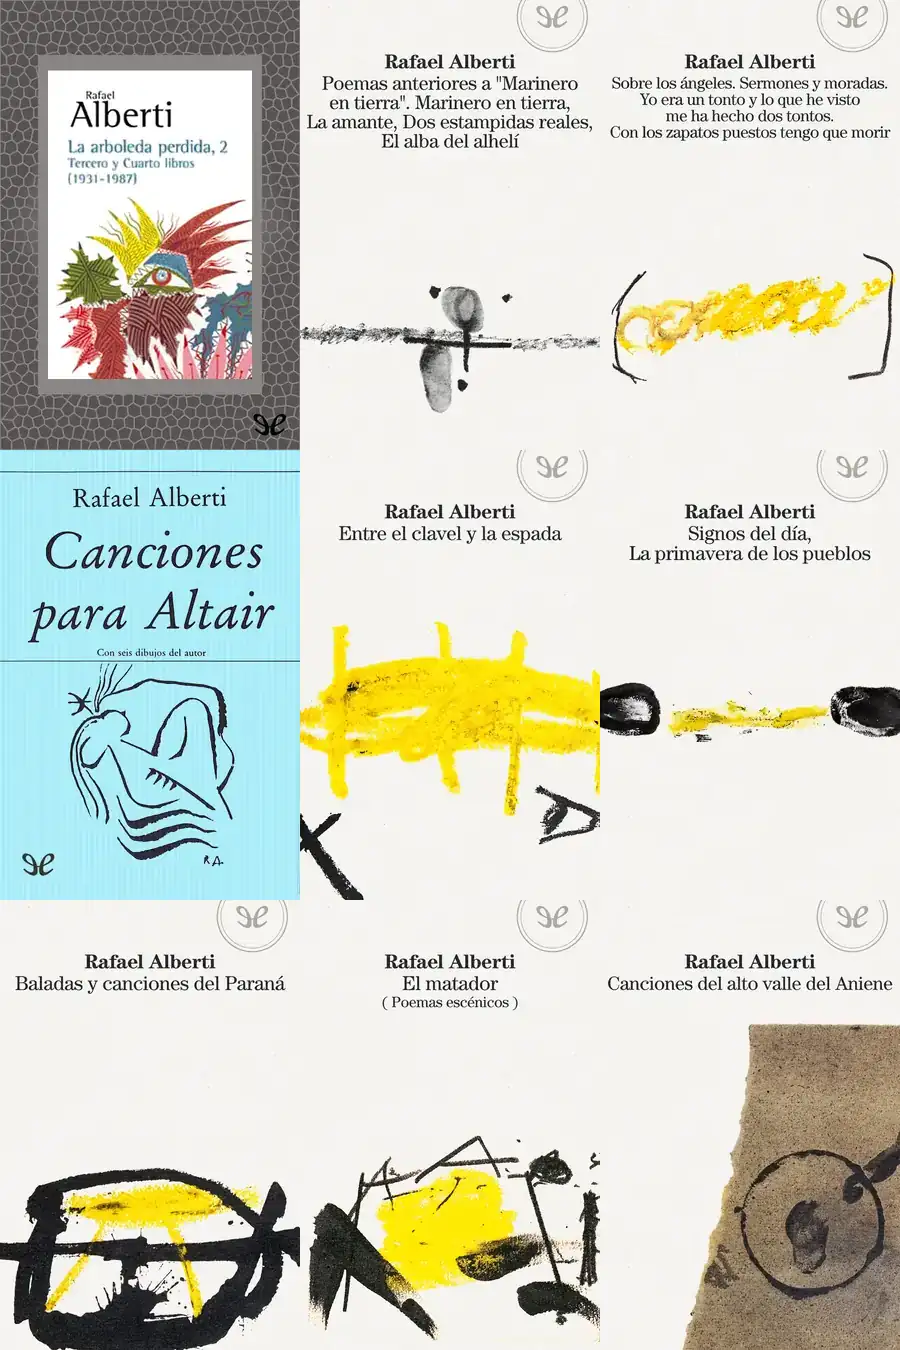 Rafael
Alberti
La arboleda perdida, 2
Tercero y Cuarto libros
(1931-1987)
Rafael Alberti
Poemas anteriores a "Marinero
en tierra". Marinero en tierra,
La amante, Dos estampidas reales,
El alba del alhelí
Rafael Alberti
Sobre los ángeles. Sermones y moradas.
Yo era un tonto y lo que he visto
me ha hecho dos tontos.
Con los zapatos puestos tengo que morir
Rafael Alberti
Canciones
para Altair
Con seis dibujos del autor
R A.
Rafael Alberti
Entre el clavel y la espada
Rafael Alberti
Signos del día,
La primavera de los pueblos
Rafael Alberti
Baladas y canciones del Paraná
Rafael Alberti
El matador
( Poemas escénicos )
Rafael Alberti
Canciones del alto valle del Aniene